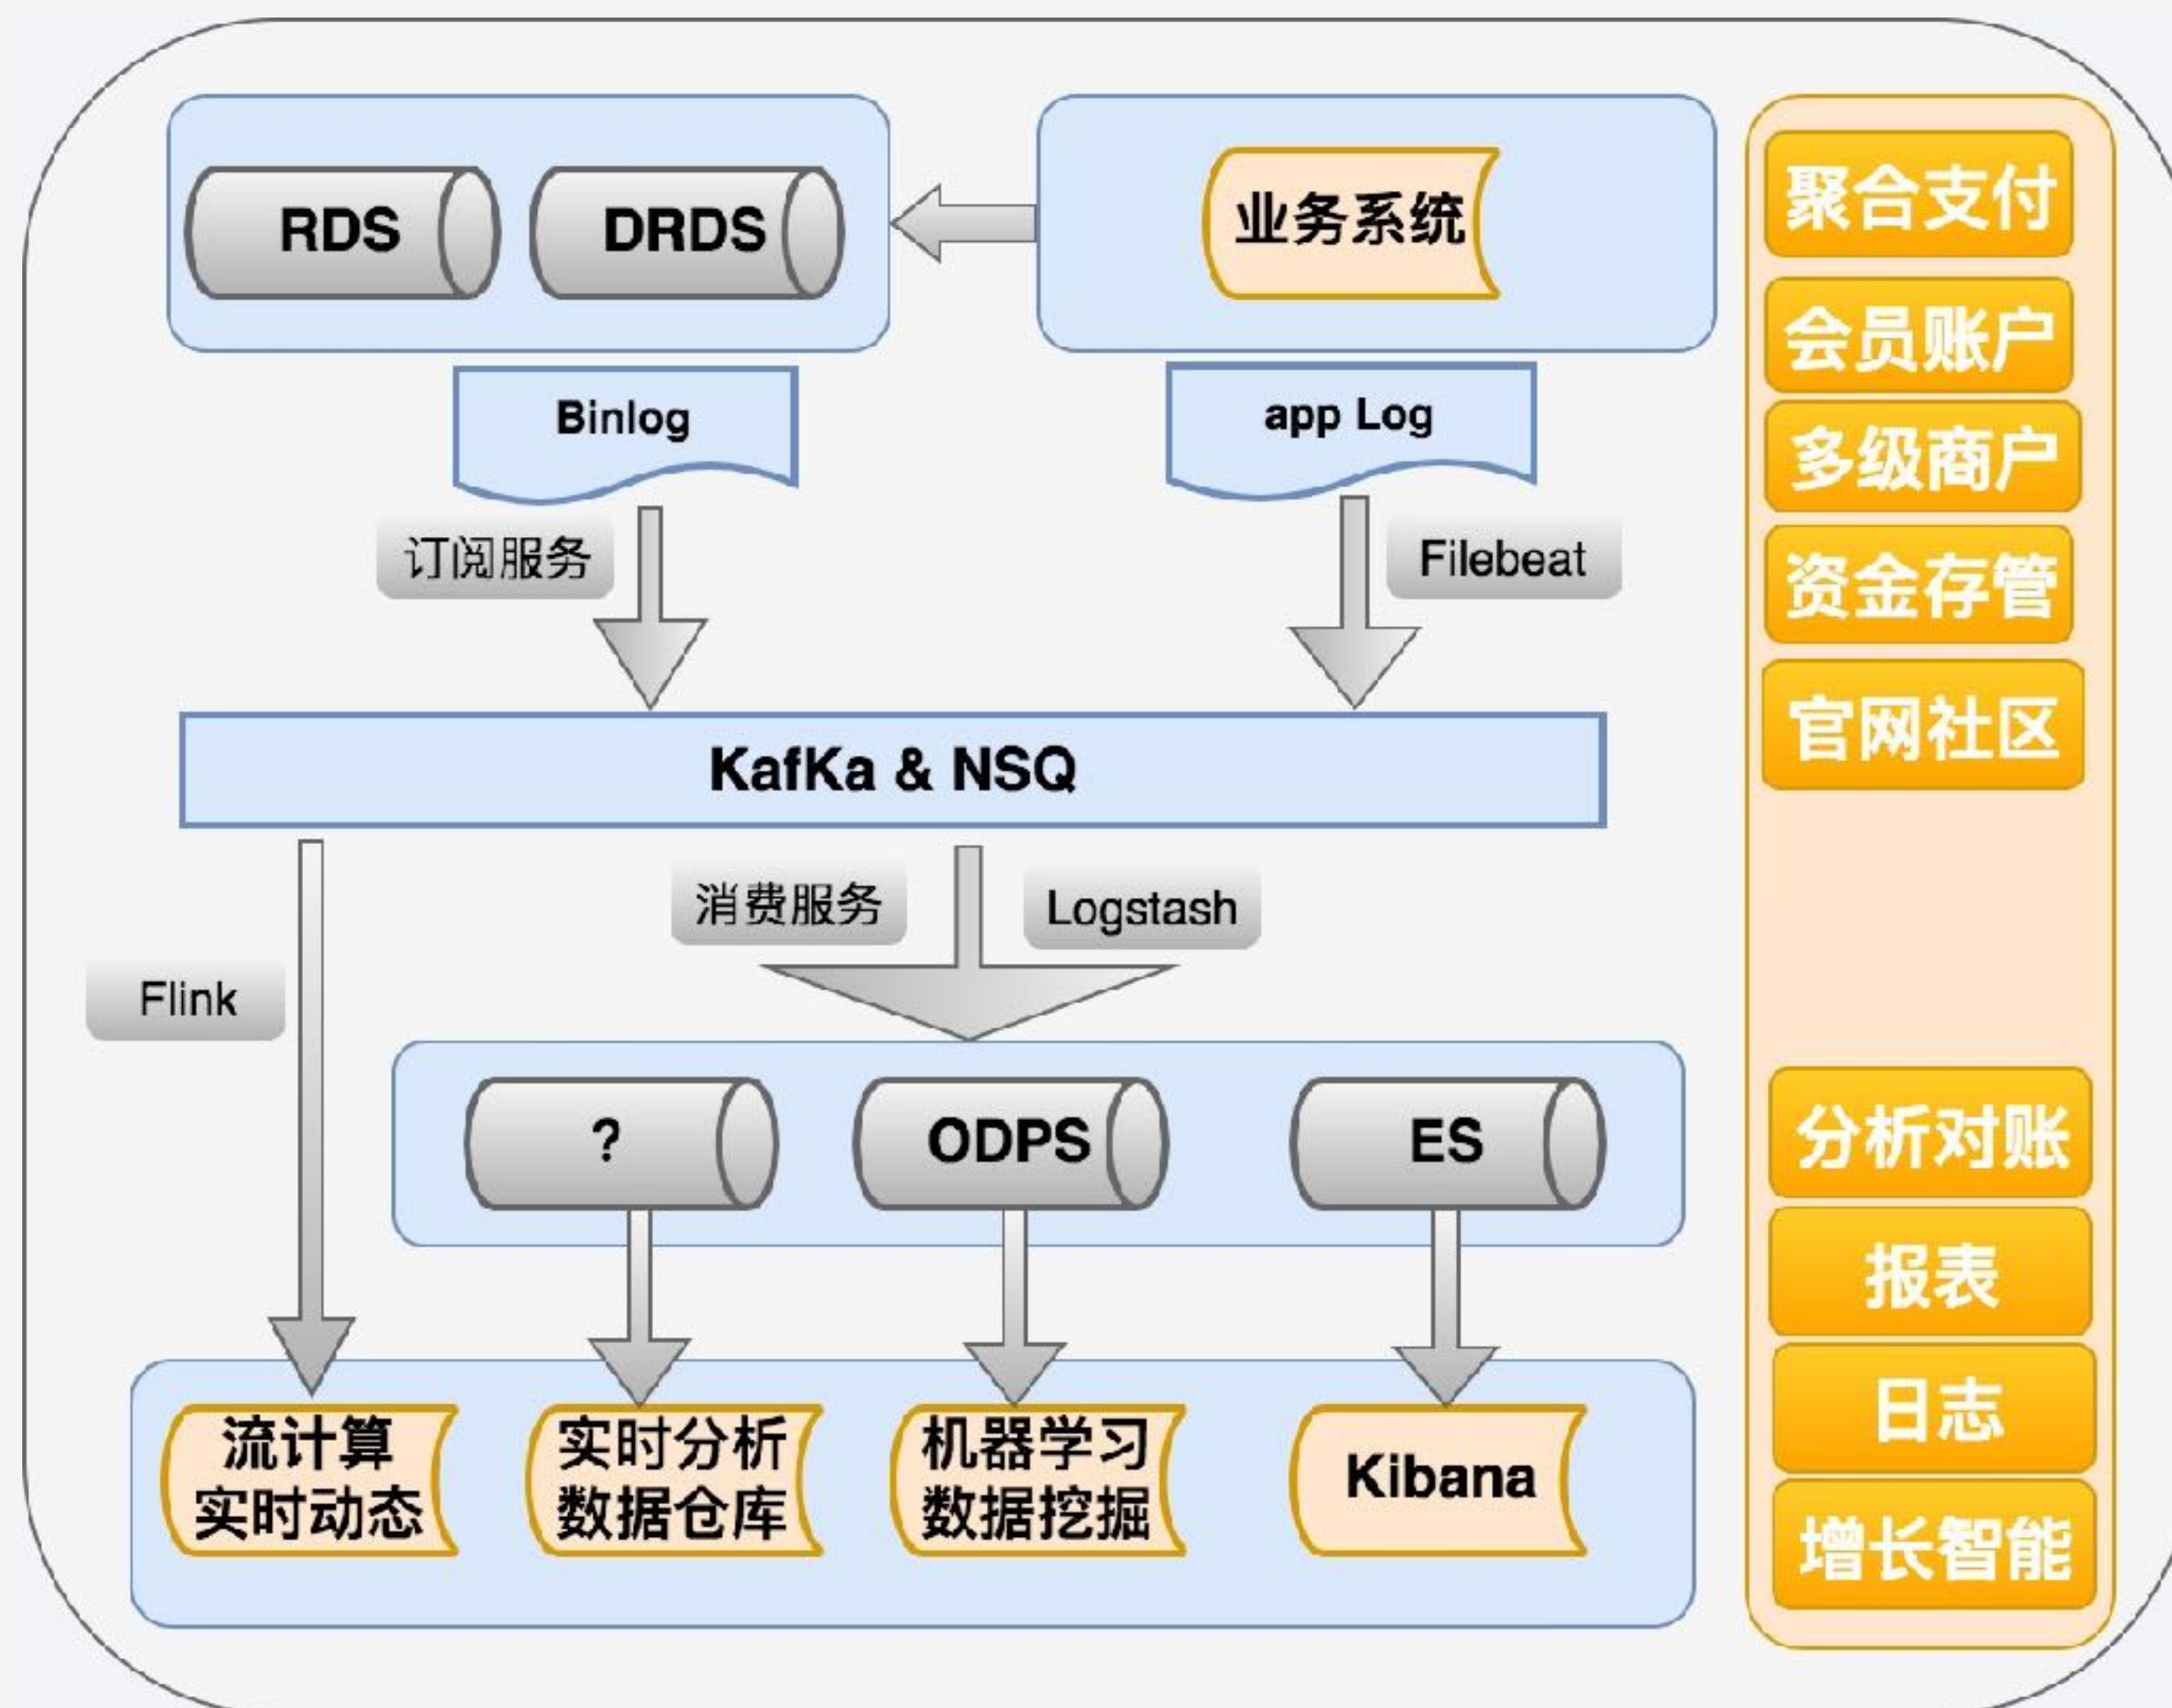 RDS
DRDS
业务系统
Binlog
app Log
订阅服务
Filebeat
KafKa & NSQ
消费服务
Logstash
Flink
?
ODPS
ES
流计算
实时动态
实时分析
数据仓库
机器学习
数据挖掘
Kibana
聚合支付
会员账户
多级商户
资金存管
官网社区
分析对账
报表
日志
增长智能